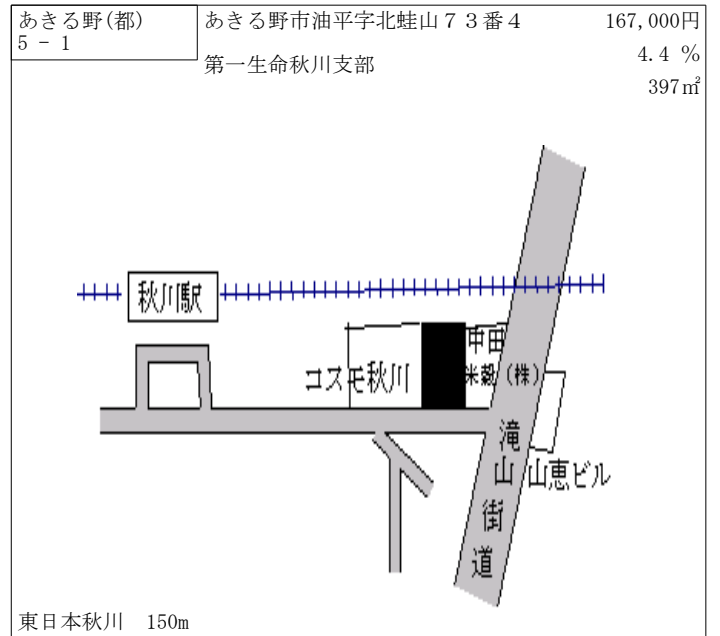 あきる野(都)
5 - 1
あきる野市油平字北蛙山７３番４
第一生命秋川支部
167,000円
4.4 %
397㎡
秋川駅
コスモ秋川
中田
米穀（株）
滝山街道
山恵ビル
東日本秋川　150m